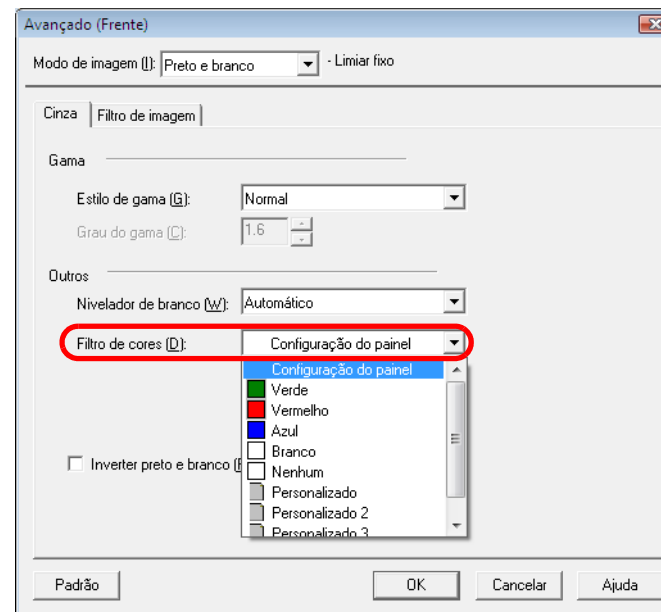 Avançado (Frente)
Modo de imagem (I): Preto e branco - Limiar fixo
Cinza Filtro de imagem
Gama
Estilo de gama (G): Normal
Grau do gama (C): 1.6
Outros
Nivelador de branco (W): Automático
Filtro de cores (D): Configuração do painel
Configuração do painel
Verde
Vermelho
Azul
Branco
Inverter preto e branco (
Nenhum
Personalizado
Personalizado 2
Personalizado 3
Padrão OK Cancelar Ajuda